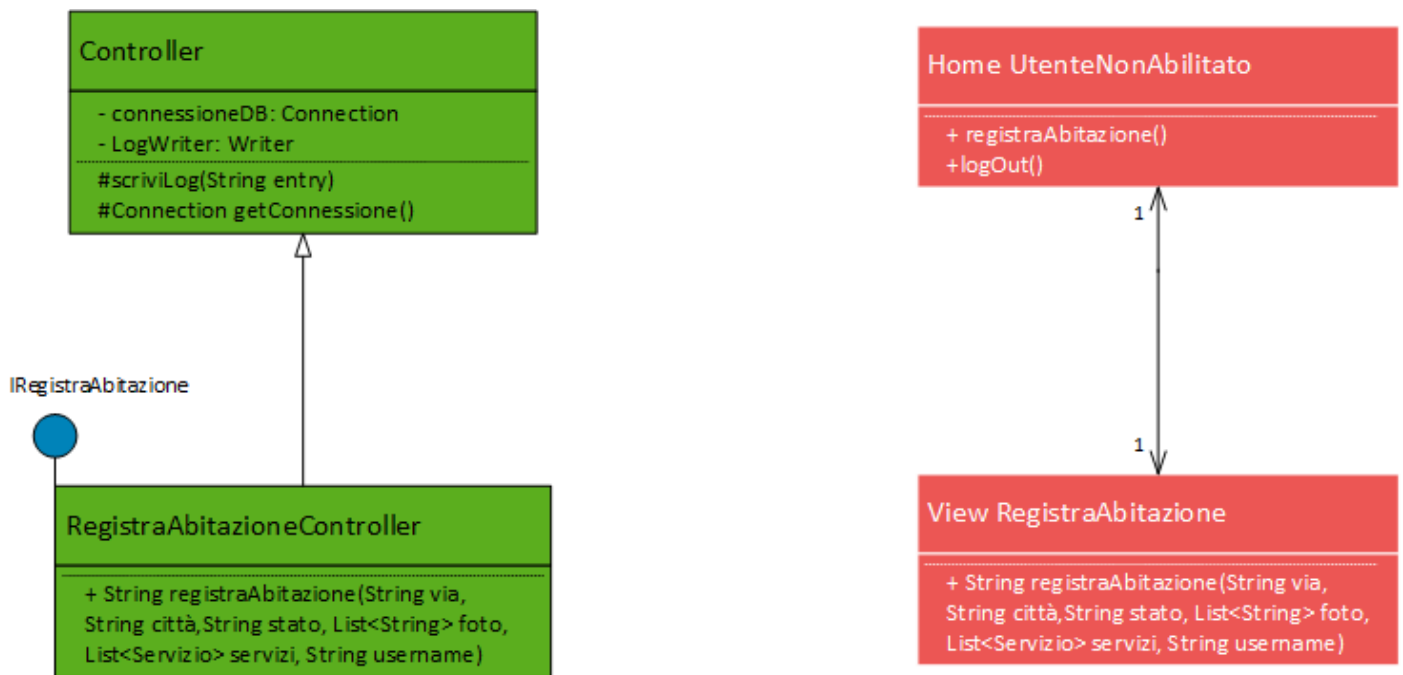 Controller
- connessioneDB: Connection
- LogWriter: Writer
#scriviLog(String entry)
#Connection getConnessione()
IRegistraAbitazione
RegistraAbitazioneController
+ String registraAbitazione(String via,
String città,String stato, List<String> foto,
List<Servizio> servizi, String username)
Home UtenteNonAbilitato
+ registraAbitazione()
+logOut()
1
1
View RegistraAbitazione
+ String registraAbitazione(String via,
String città,String stato, List<String> foto,
List<Servizio> servizi, String username)